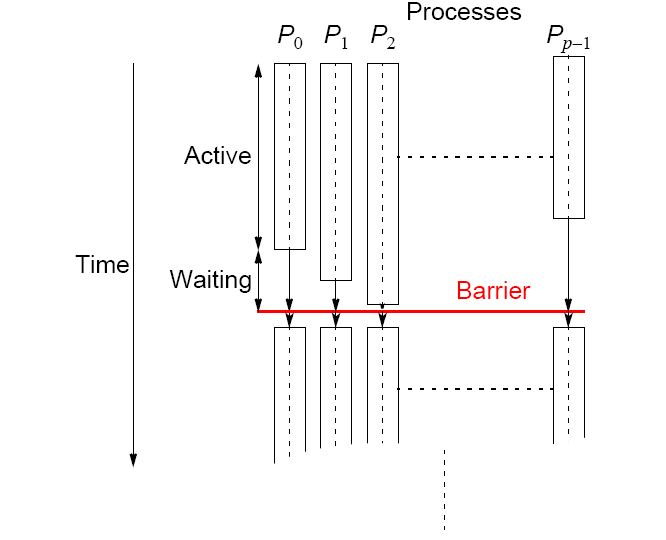 Processes
P0 P1 P2 Pp–1
Active
Time
Waiting
Barrier